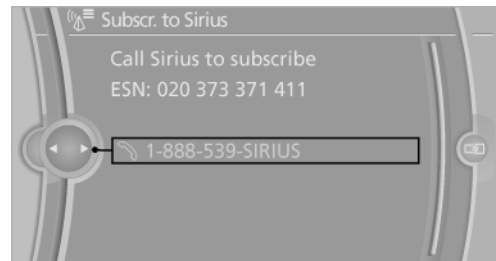 Subscr. to Sirius
Call Sirius to subscribe
ESN: 020 373 371 411
1-888-539-SIRIUS